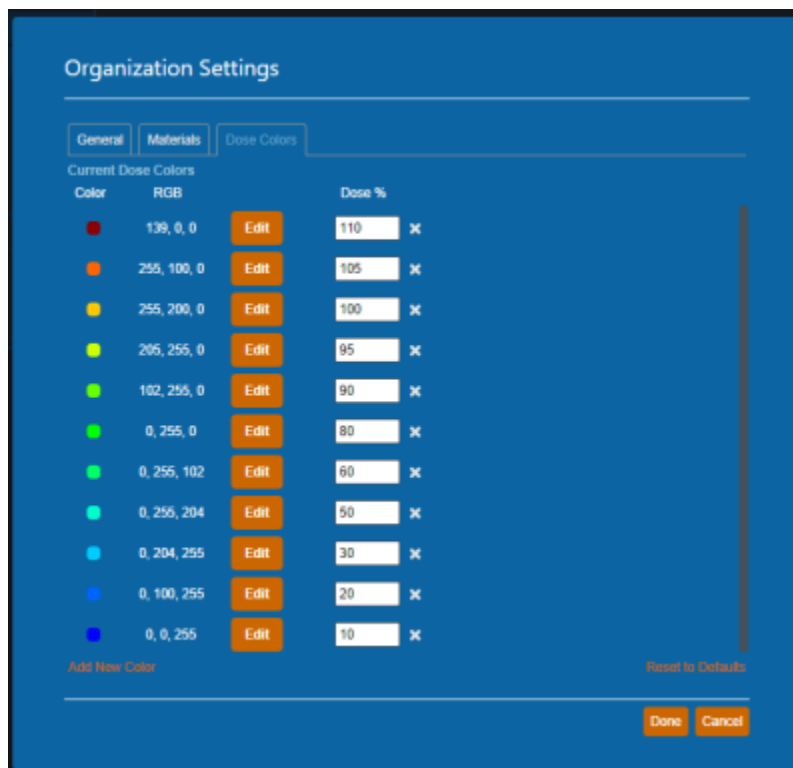 Organization Settings
General Materials Dose Colors
Current Dose Colors
Color RGB Dose %
139, 0, 0 Edit 110
255, 100, 0 Edit 105
255, 200, 0 Edit 100
205, 255, 0 Edit 95
102, 255, 0 Edit 90
0, 255, 0 Edit 80
0, 255, 102 Edit 60
0, 255, 204 Edit 50
0, 204, 255 Edit 30
0, 100, 255 Edit 20
0, 0, 255 Edit 10
Add New Color Reset to Defaults
Done Cancel